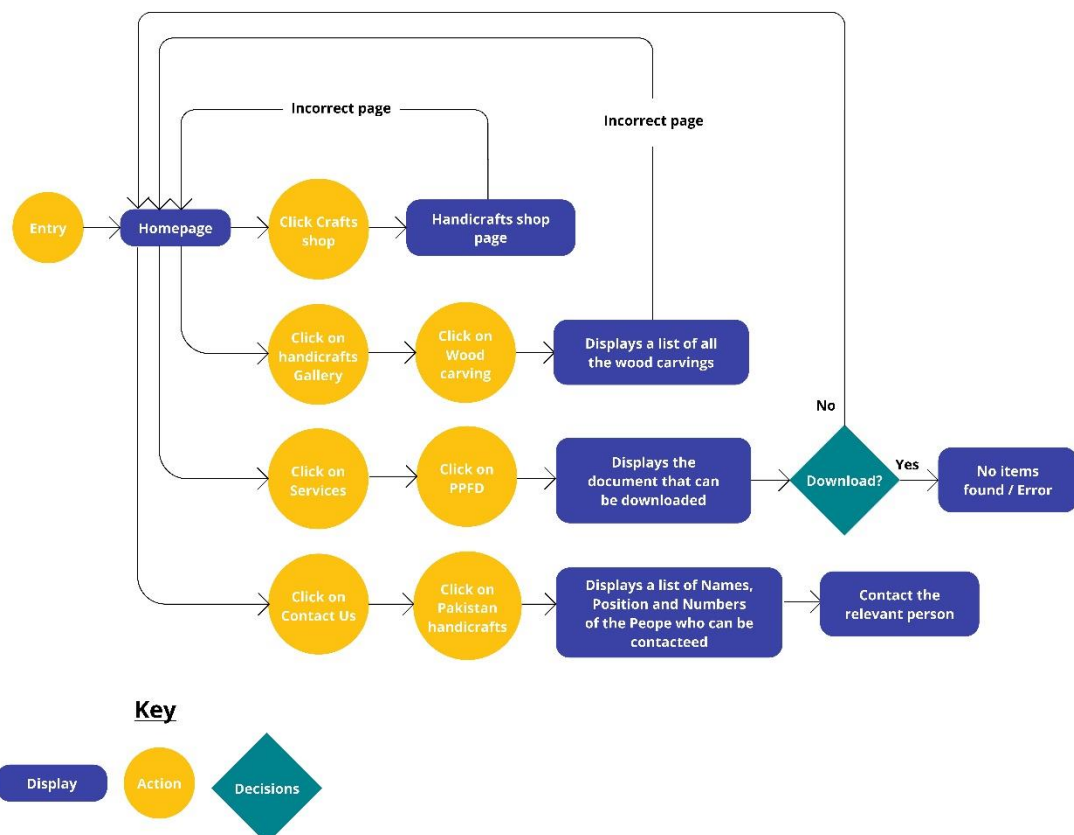 Incorrect page
Incorrect page
Entry
Homepage
Click Crafts
shop
Handicrafts shop
page
Click on
handicrafts
Gallery
Click on
Wood
carving
Displays a list of all
the wood carvings
Click on
Services
Click on
PPFD
Displays the
document that can
be downloaded
No
Download?
Yes
No items
found / Error
Click on
Contact Us
Click on
Pakistan
handicrafts
Displays a list of Names,
Position and Numbers
of the Peope who can be
contacteed
Contact the
relevant person
Key
Display
Action
Decisions